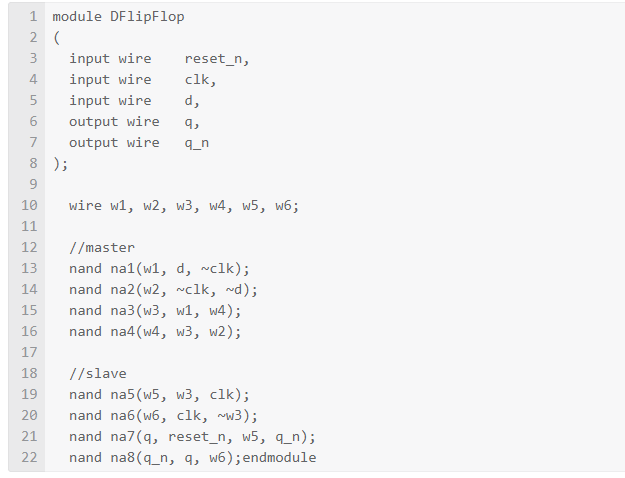 1 module DFlipFlop
2 (
3   input wire    reset_n,
4   input wire    clk,
5   input wire    d,
6   output wire   q,
7   output wire   q_n
8 );
9
10   wire w1, w2, w3, w4, w5, w6;
11
12   //master
13   nand na1(w1, d, ~clk);
14   nand na2(w2, ~clk, ~d);
15   nand na3(w3, w1, w4);
16   nand na4(w4, w3, w2);
17
18   //slave
19   nand na5(w5, w3, clk);
20   nand na6(w6, clk, ~w3);
21   nand na7(q, reset_n, w5, q_n);
22   nand na8(q_n, q, w6);endmodule